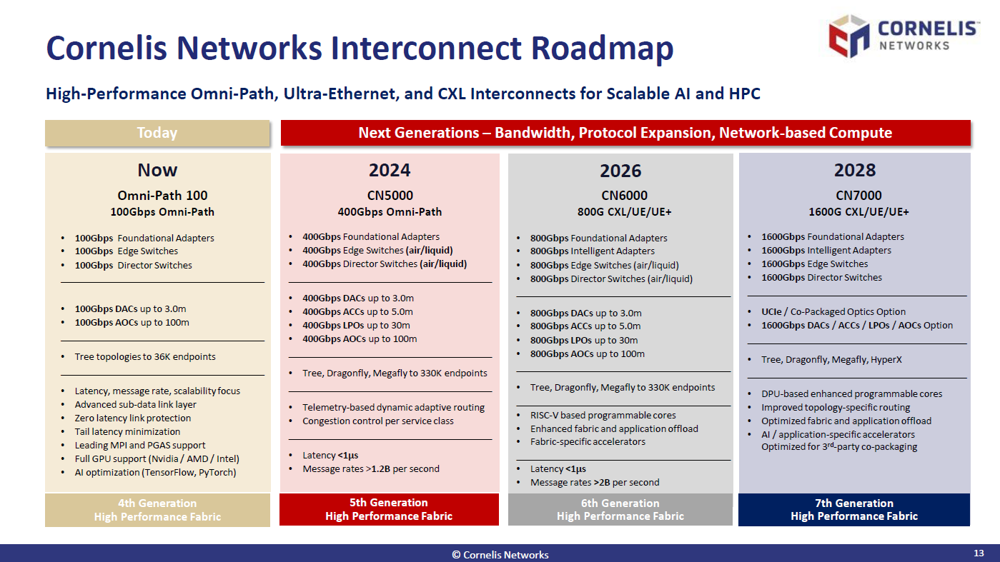 Cornelis Networks Interconnect Roadmap
CORNELIS™
NETWORKS
High-Performance Omni-Path, Ultra-Ethernet, and CXL Interconnects for Scalable AI and HPC
Today
Next Generations – Bandwidth, Protocol Expansion, Network-based Compute
Now
Omni-Path 100
100Gbps Omni-Path
• 100Gbps Foundational Adapters
• 100Gbps Edge Switches
• 100Gbps Director Switches
• 100Gbps DACs up to 3.0m
• 100Gbps AOCs up to 100m
• Tree topologies to 36K endpoints
• Latency, message rate, scalability focus
• Advanced sub-data link layer
• Zero latency link protection
• Tail latency minimization
• Leading MPI and PGAS support
• Full GPU support (Nvidia / AMD / Intel)
• AI optimization (TensorFlow, PyTorch)
4th Generation
High Performance Fabric
2024
CN5000
400Gbps Omni-Path
• 400Gbps Foundational Adapters
• 400Gbps Edge Switches (air/liquid)
• 400Gbps Director Switches (air/liquid)
• 400Gbps DACs up to 3.0m
• 400Gbps ACCs up to 5.0m
• 400Gbps LPOs up to 30m
• 400Gbps AOCs up to 100m
• Tree, Dragonfly, Megafly to 330K endpoints
• Telemetry-based dynamic adaptive routing
• Congestion control per service class
• Latency <1µs
• Message rates >1.2B per second
5th Generation
High Performance Fabric
2026
CN6000
800G CXL/UE/UE+
• 800Gbps Foundational Adapters
• 800Gbps Intelligent Adapters
• 800Gbps Edge Switches (air/liquid)
• 800Gbps Director Switches (air/liquid)
• 800Gbps DACs up to 3.0m
• 800Gbps ACCs up to 5.0m
• 800Gbps LPOs up to 30m
• 800Gbps AOCs up to 100m
• Tree, Dragonfly, Megafly to 330K endpoints
• RISC-V based programmable cores
• Enhanced fabric and application offload
• Fabric-specific accelerators
• Latency <1µs
• Message rates >2B per second
6th Generation
High Performance Fabric
2028
CN7000
1600G CXL/UE/UE+
• 1600Gbps Foundational Adapters
• 1600Gbps Intelligent Adapters
• 1600Gbps Edge Switches
• 1600Gbps Director Switches
• UCIe / Co-Packaged Optics Option
• 1600Gbps DACs / ACCs / LPOs / AOCs Option
• Tree, Dragonfly, Megafly, HyperX
• DPU-based enhanced programmable cores
• Improved topology-specific routing
• Optimized fabric and application offload
• AI / application-specific accelerators
Optimized for 3rd-party co-packaging
7th Generation
High Performance Fabric
© Cornelis Networks
13